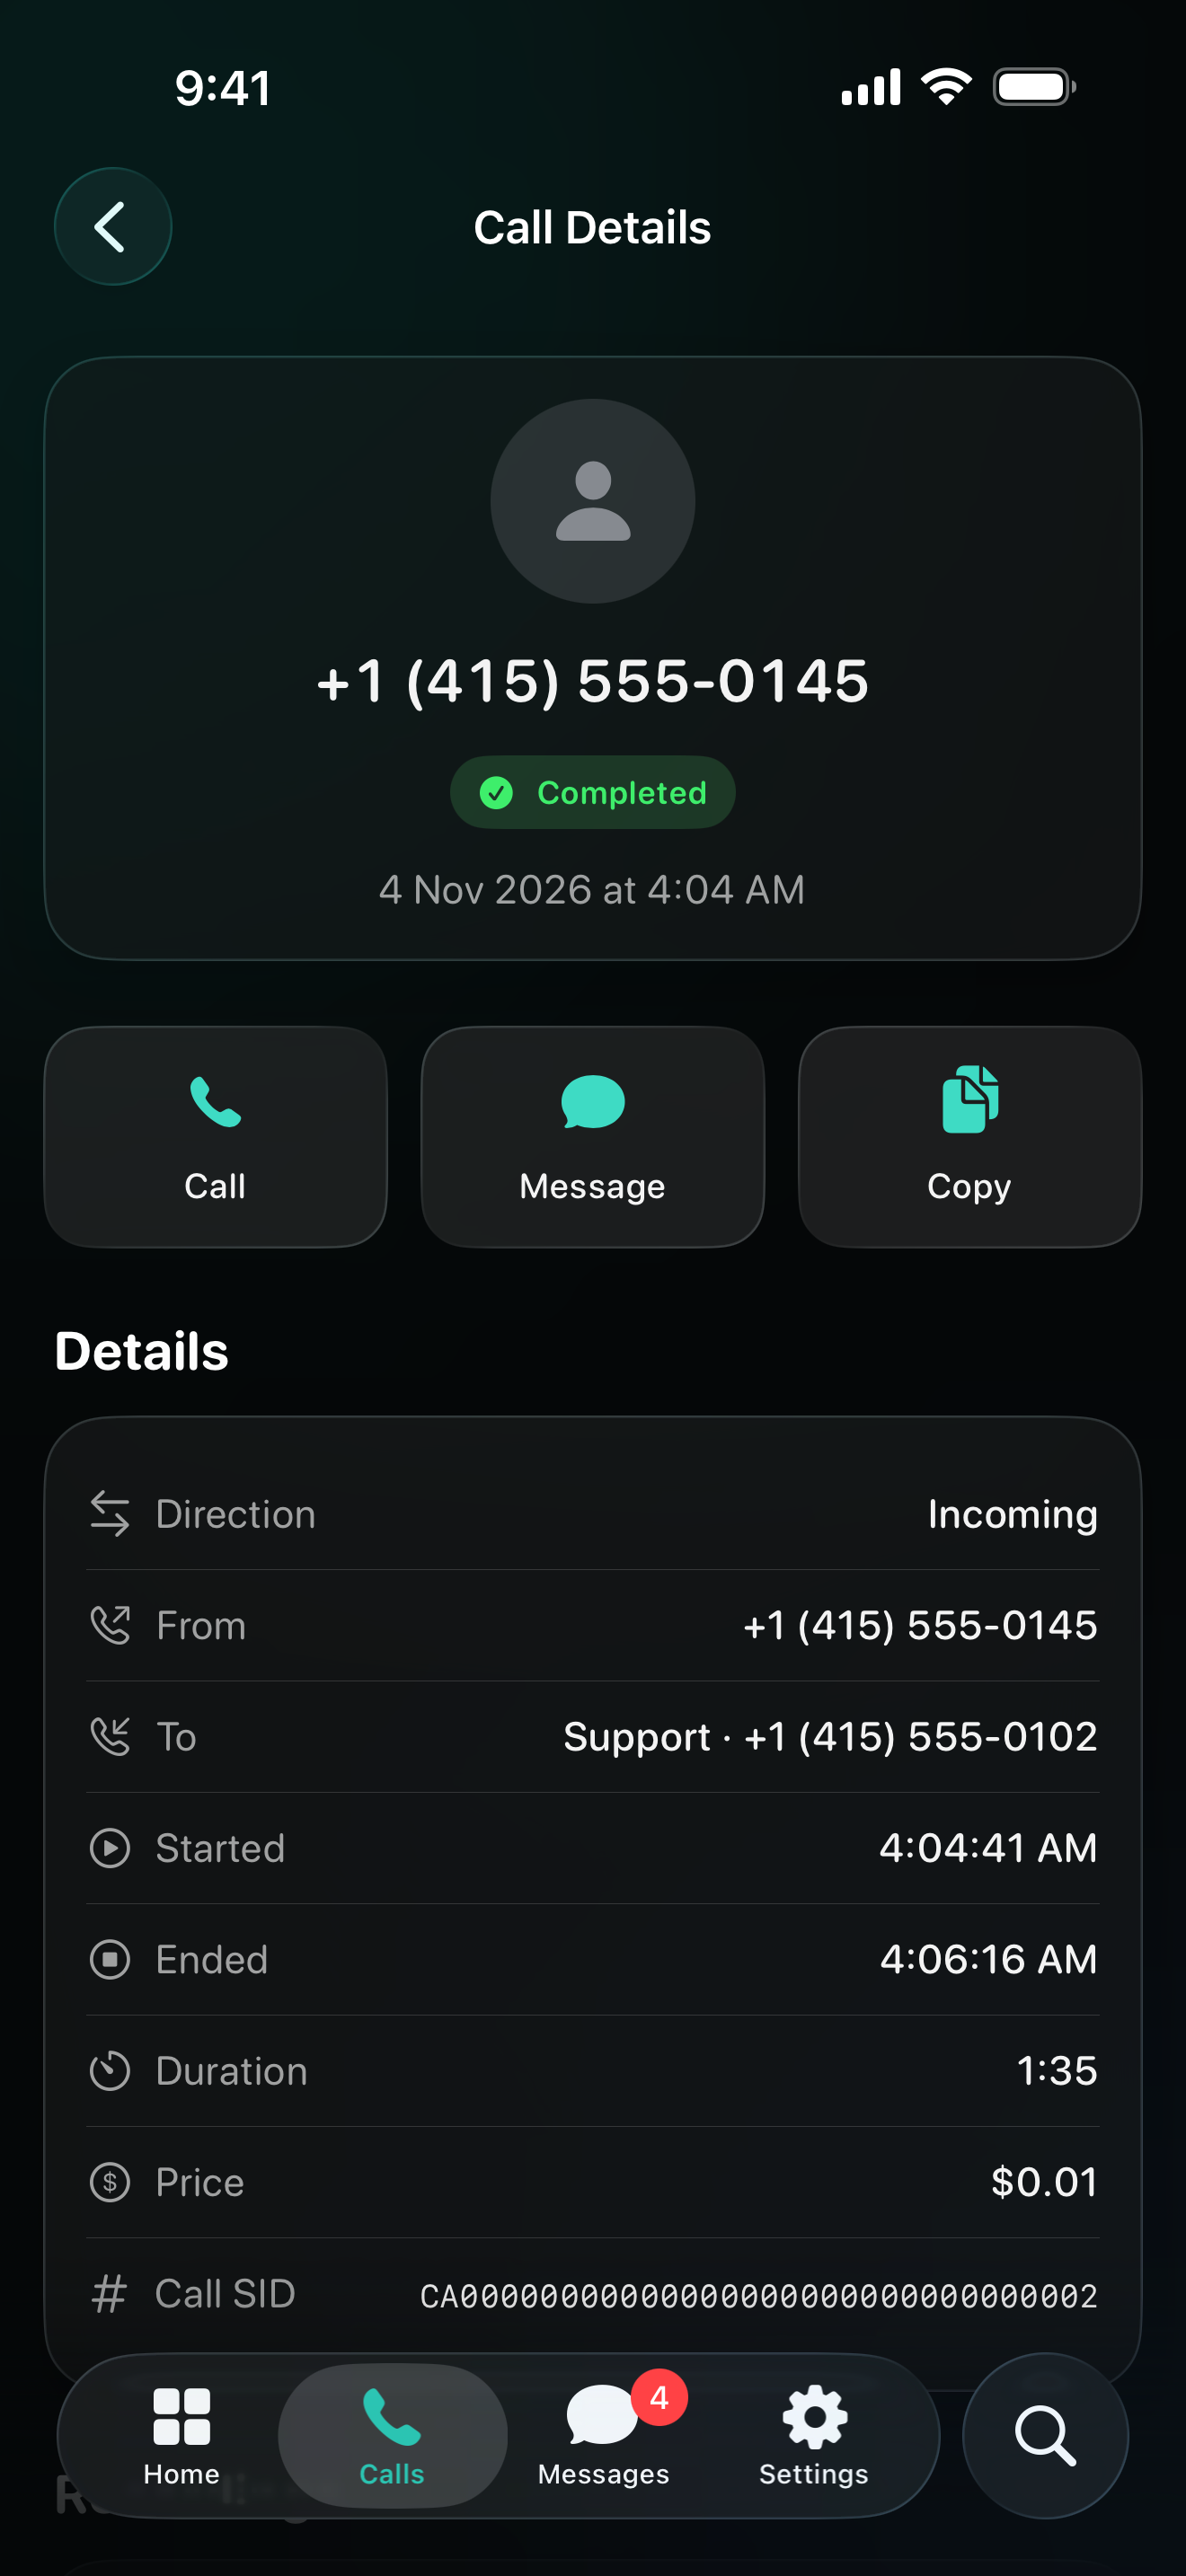 9:41
Call Details
+1 (415) 555-0145
Completed
4 Nov 2026 at 4:04 AM
Call
Message
Copy
Details
Direction Incoming
From +1 (415) 555-0145
To Support · +1 (415) 555-0102
Started 4:04:41 AM
Ended 4:06:16 AM
Duration 1:35
Price $0.01
Call SID CA00000000000000000000000000000002
4
Home
Calls
Messages
Settings